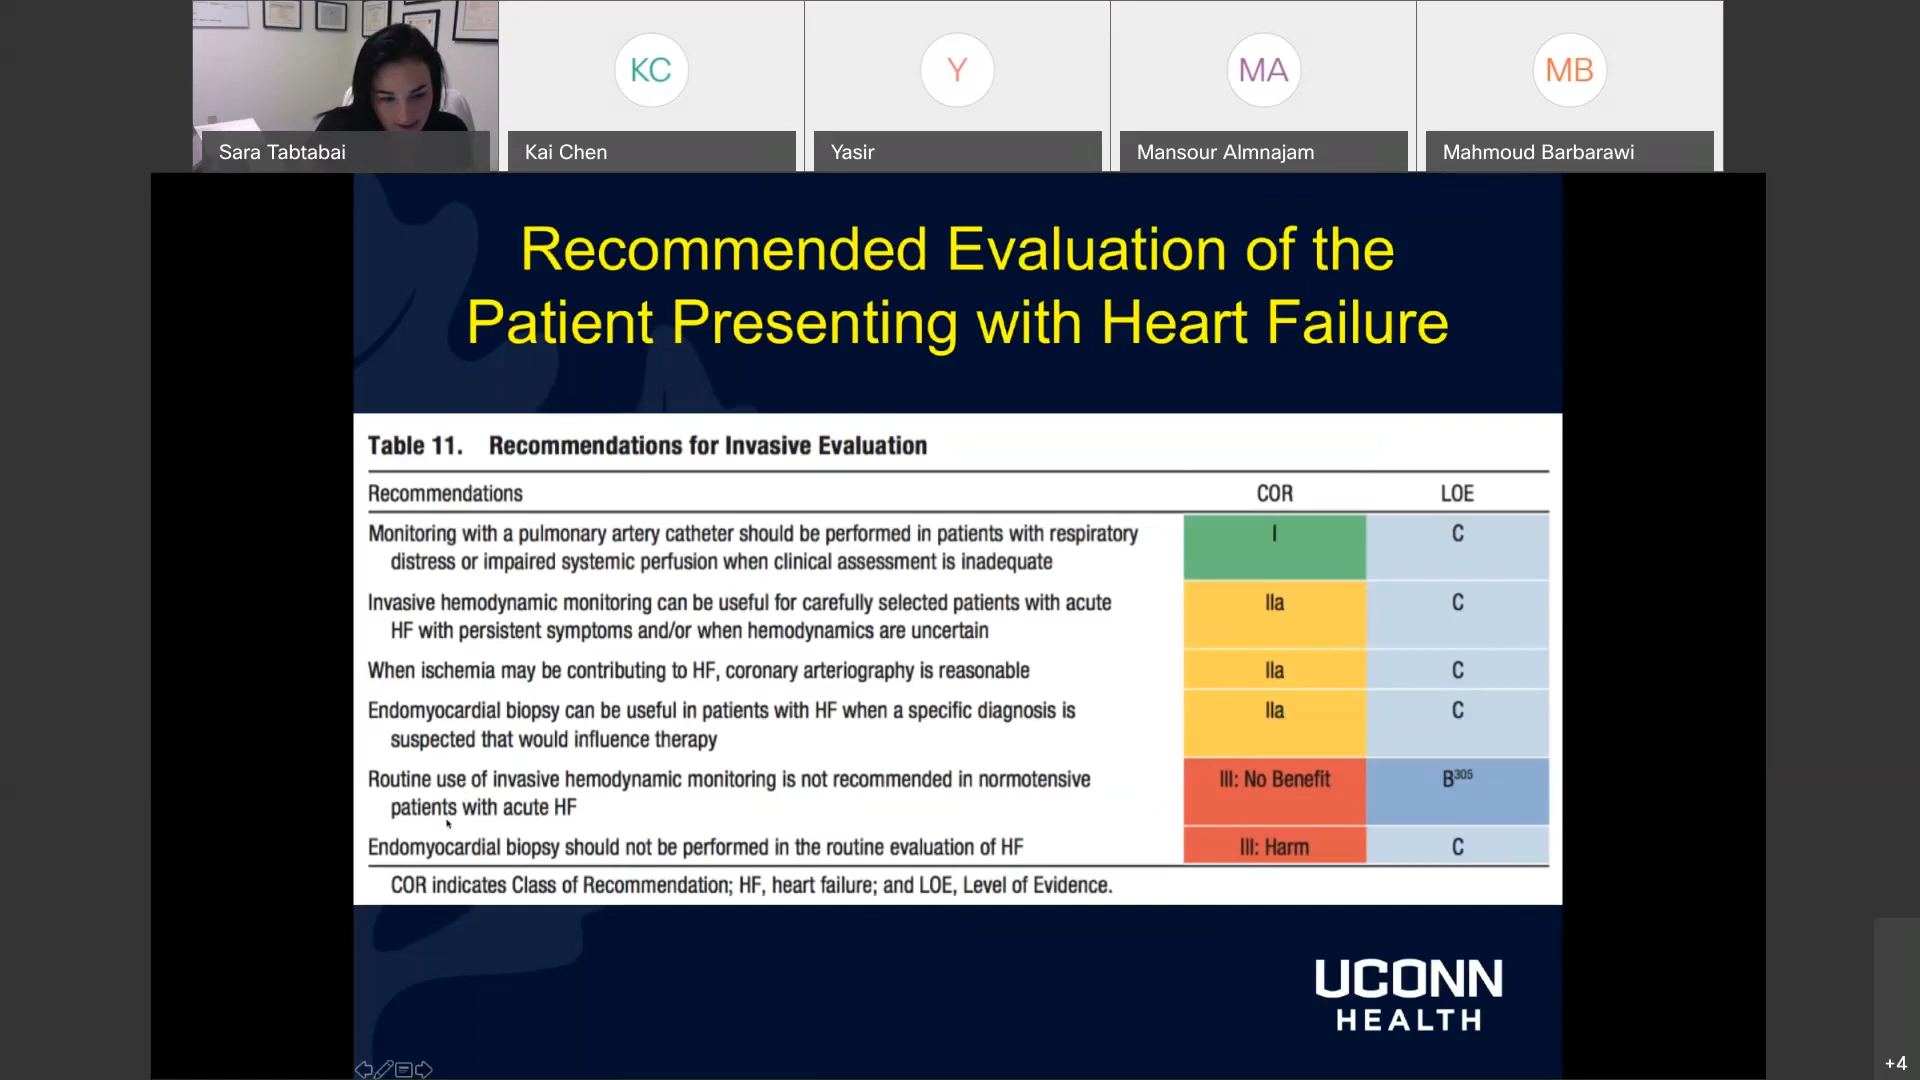 KC
Y
MA
MB
Sara Tabtabai
Kai Chen
Yasir
Mansour Almnajam
Mahmoud Barbarawi
Recommended Evaluation of the
Patient Presenting with Heart Failure
Table 11. Recommendations for Invasive Evaluation
Recommendations COR LOE
Monitoring with a pulmonary artery catheter should be performed in patients with respiratory I C
distress or impaired systemic perfusion when clinical assessment is inadequate
Invasive hemodynamic monitoring can be useful for carefully selected patients with acute IIa C
HF with persistent symptoms and/or when hemodynamics are uncertain
When ischemia may be contributing to HF, coronary arteriography is reasonable IIa C
Endomyocardial biopsy can be useful in patients with HF when a specific diagnosis is IIa C
suspected that would influence therapy
Routine use of invasive hemodynamic monitoring is not recommended in normotensive III: No Benefit B305
patients with acute HF
Endomyocardial biopsy should not be performed in the routine evaluation of HF III: Harm C
COR indicates Class of Recommendation; HF, heart failure; and LOE, Level of Evidence.
UCONN
HEALTH
+4